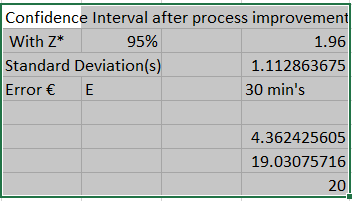 Confidence Interval after process improvement
With Z* 95% 1.96
Standard Deviation(s) 1.112863675
Error € E 30 min's
4.362425605
19.03075716
20